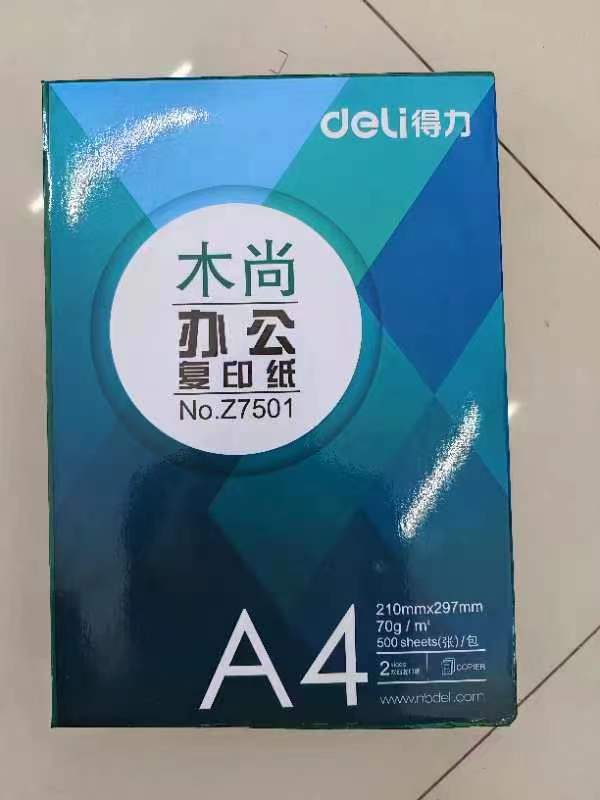 deli得力
木尚
办公
复印纸
No.Z7501
A4
210mmx297mm
70g/m²
500 sheets(张)/包
2 sides
COPIER
www.nbdeli.com